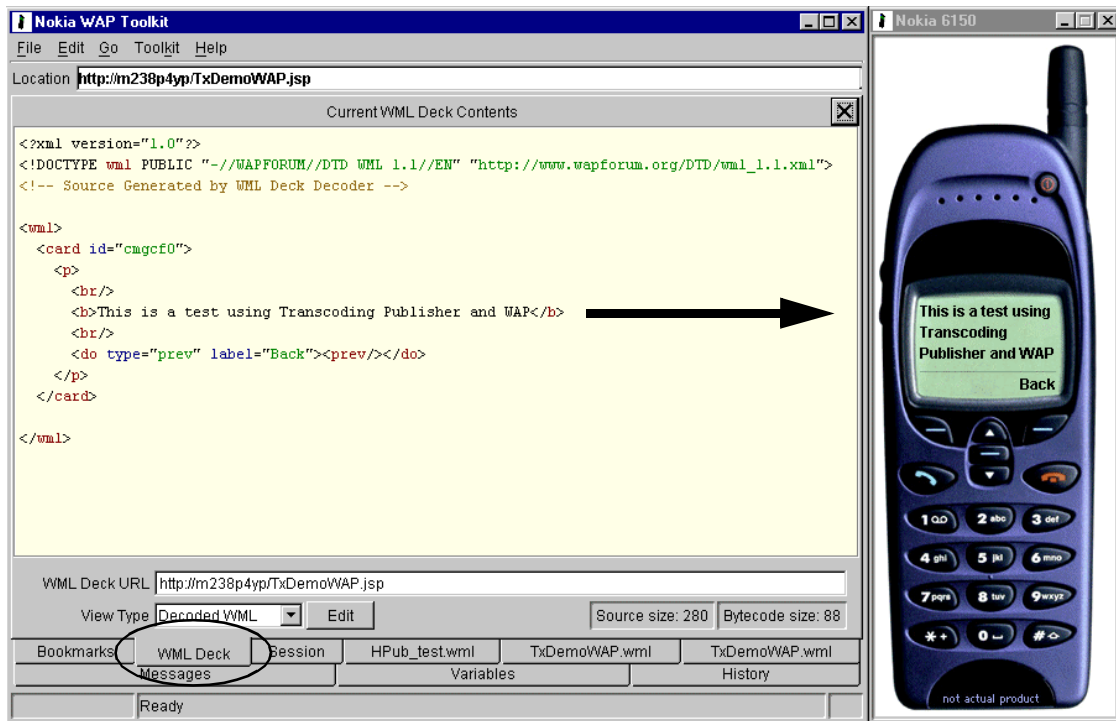 Nokia WAP Toolkit
File Edit Go Toolkit Help
Location http://m238p4yp/TxDemoWAP.jsp
Current WML Deck Contents
<?xml version="1.0"?>
<!DOCTYPE wml PUBLIC "-//WAPFORUM//DTD WML 1.1//EN" "http://www.wapforum.org/DTD/wml_1.1.xml">
<!-- Source Generated by WML Deck Decoder -->
<wml>
<card id="cmgcf0">
<p>
<br/>
<b>This is a test using Transcoding Publisher and WAP</b>
<br/>
<do type="prev" label="Back"><prev/></do>
</p>
</card>
</wml>
WML Deck URL http://m238p4yp/TxDemoWAP.jsp
View Type Decoded WML Edit Source size: 280 Bytecode size: 88
Bookmarks WML Deck Session HPub_test.wml TxDemoWAP.wml TxDemoWAP.wml
Messages Variables History
Ready
Nokia 6150
This is a test using
Transcoding
Publisher and WAP
Back
1 2 abc 3 def
4 ghi 5 jkl 6 mno
7 pqrs 8 tuv 9 wxyz
* + 0 #
not actual product